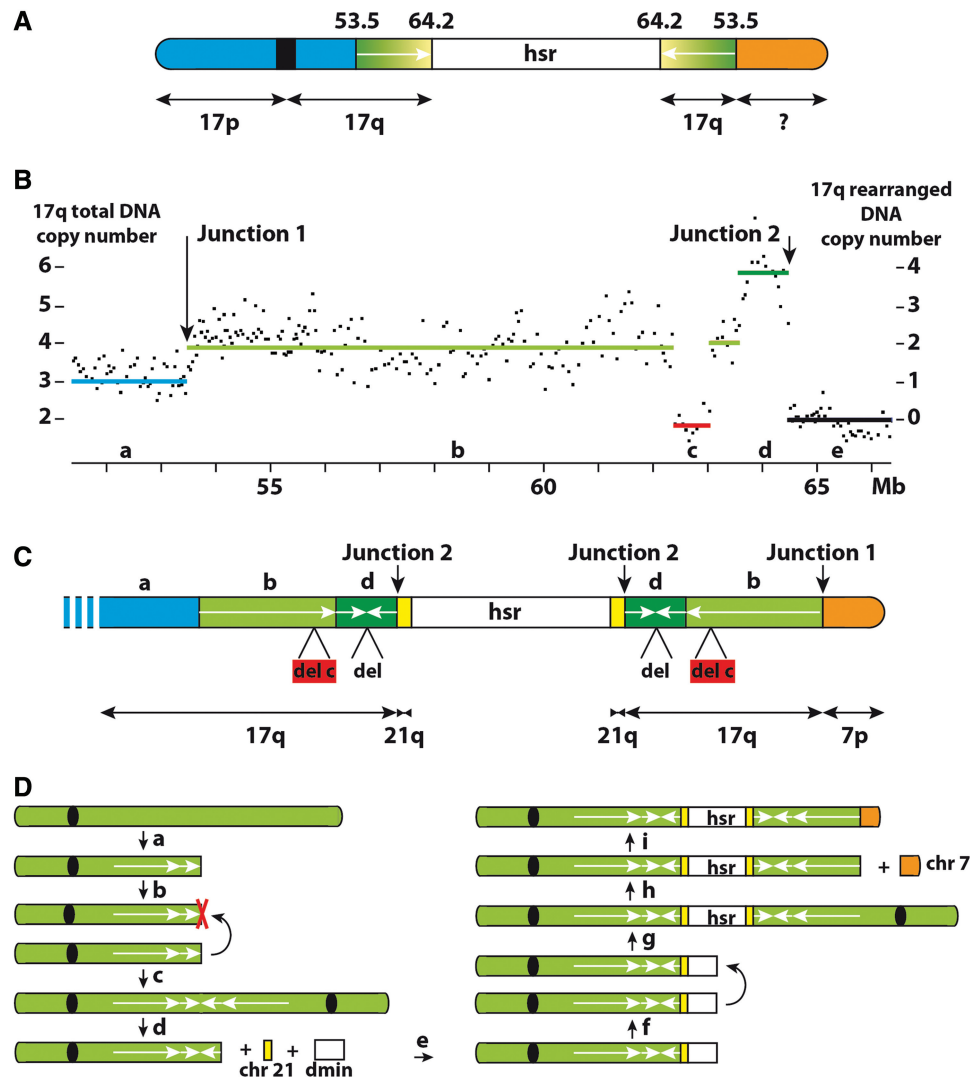 A
53.5 64.2 64.2 53.5
hsr
17p 17q 17q ?
B
17q total DNA
copy number
17q rearranged
DNA
copy number
Junction 1
Junction 2
6 – – 4
5 – – 3
4 – – 2
3 – – 1
2 – – 0
a b c d e
55 60 65 Mb
C
Junction 2 Junction 2 Junction 1
a b d d b
hsr
del c del del del c
17q 21q 21q 17q 7p
D
a
b
c
d
+ + 
chr 21 dmin
e
hsr
i
hsr + chr 7
h
hsr
g
f